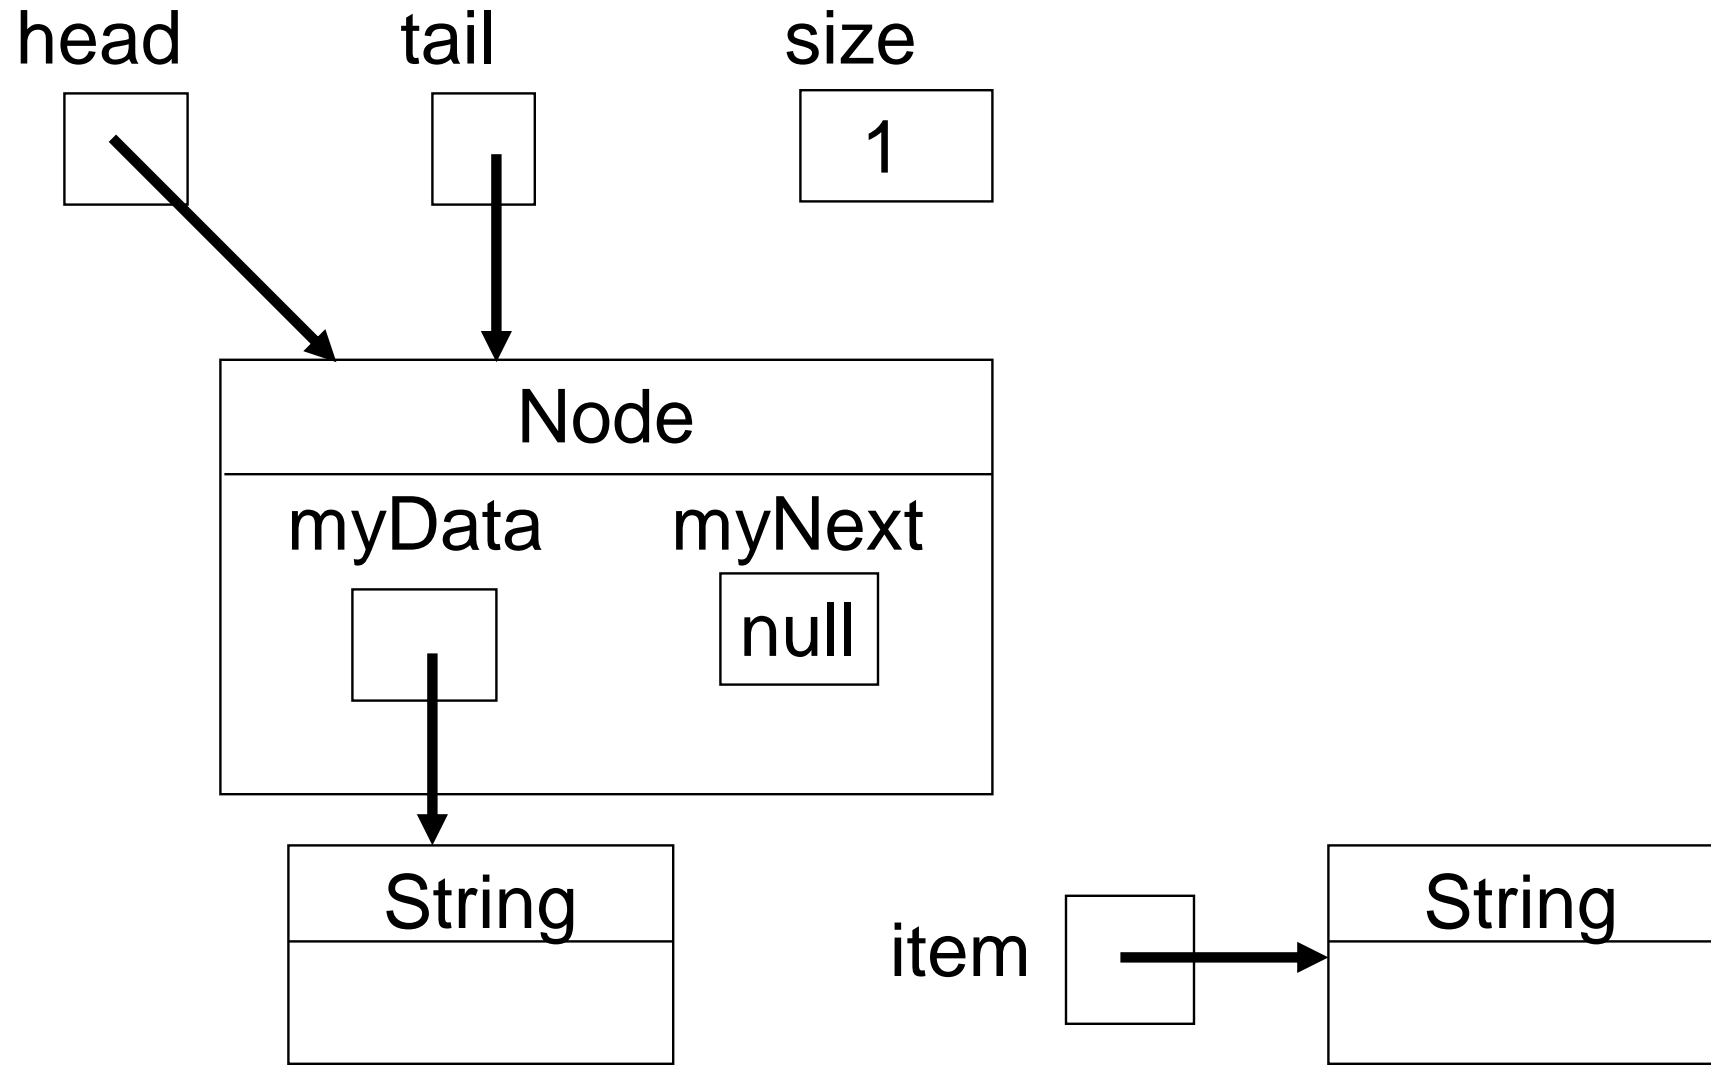 head tail size
1
Node
myData myNext
null
String String
item